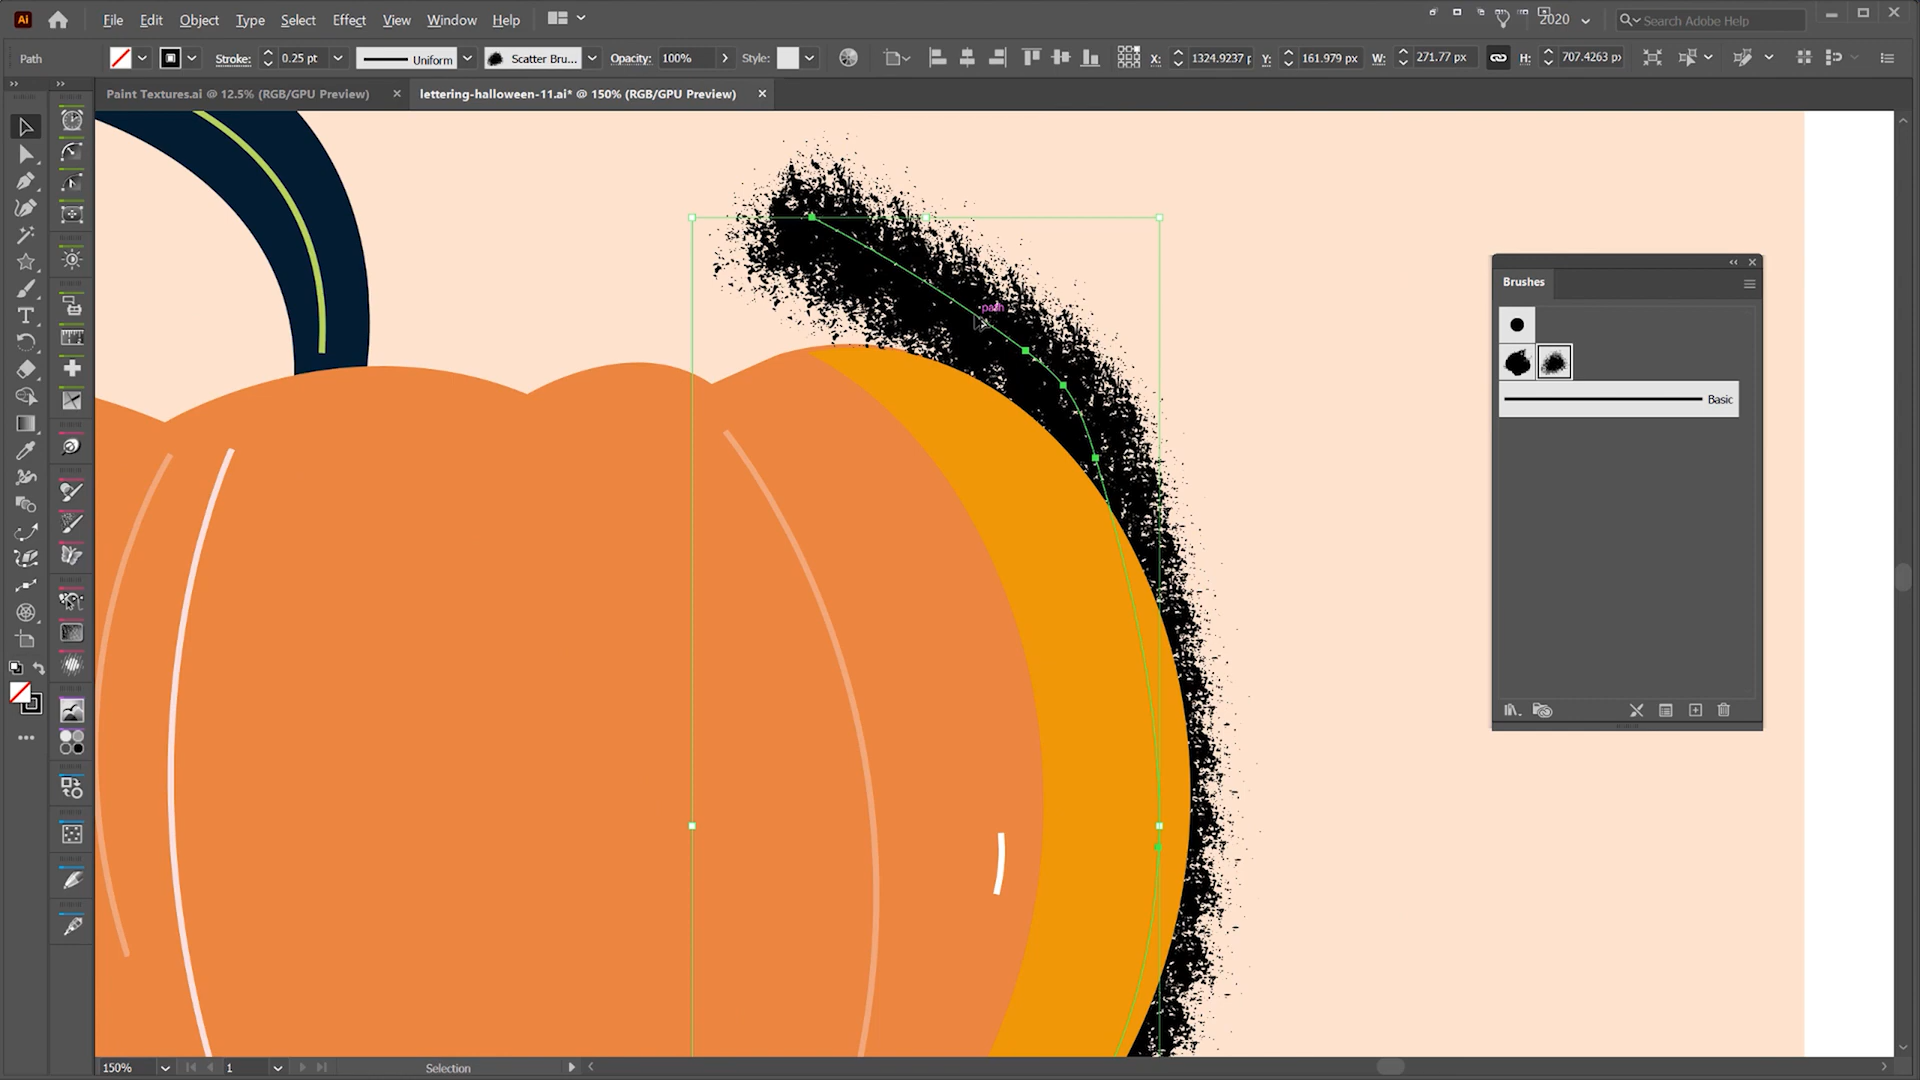 Ai File Edit Object Type Select Effect View Window Help 2020 Search Adobe Help
Path Stroke: 0.25 pt Uniform Scatter Bru... Opacity: 100% Style: X: 1324.9237 p Y: 161.979 px W: 271.77 px H: 707.4263 px
Paint Textures.ai @ 12.5% (RGB/GPU Preview) lettering-halloween-11.ai* @ 150% (RGB/GPU Preview)
path
Brushes
Basic
150% 1 Selection